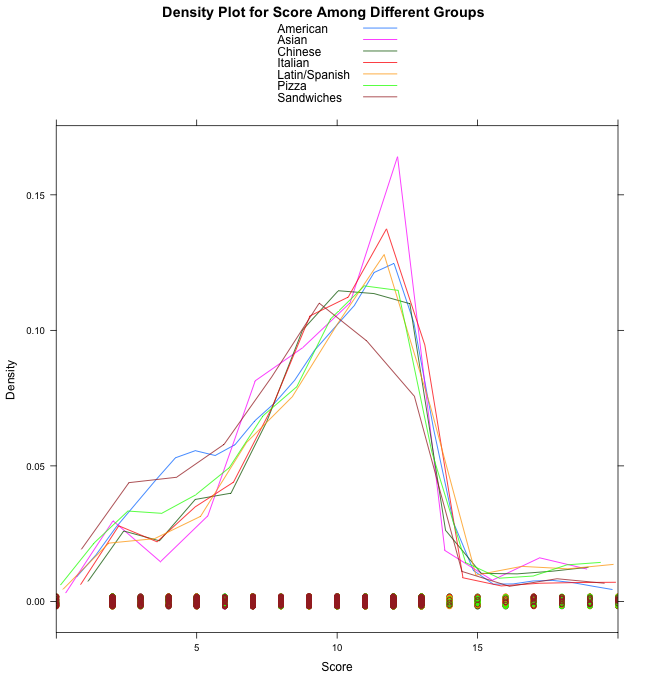 Density Plot for Score Among Different Groups
American
Asian
Chinese
Italian
Latin/Spanish
Pizza
Sandwiches
0.15
0.10
0.05
0.00
Density
5
10
15
Score